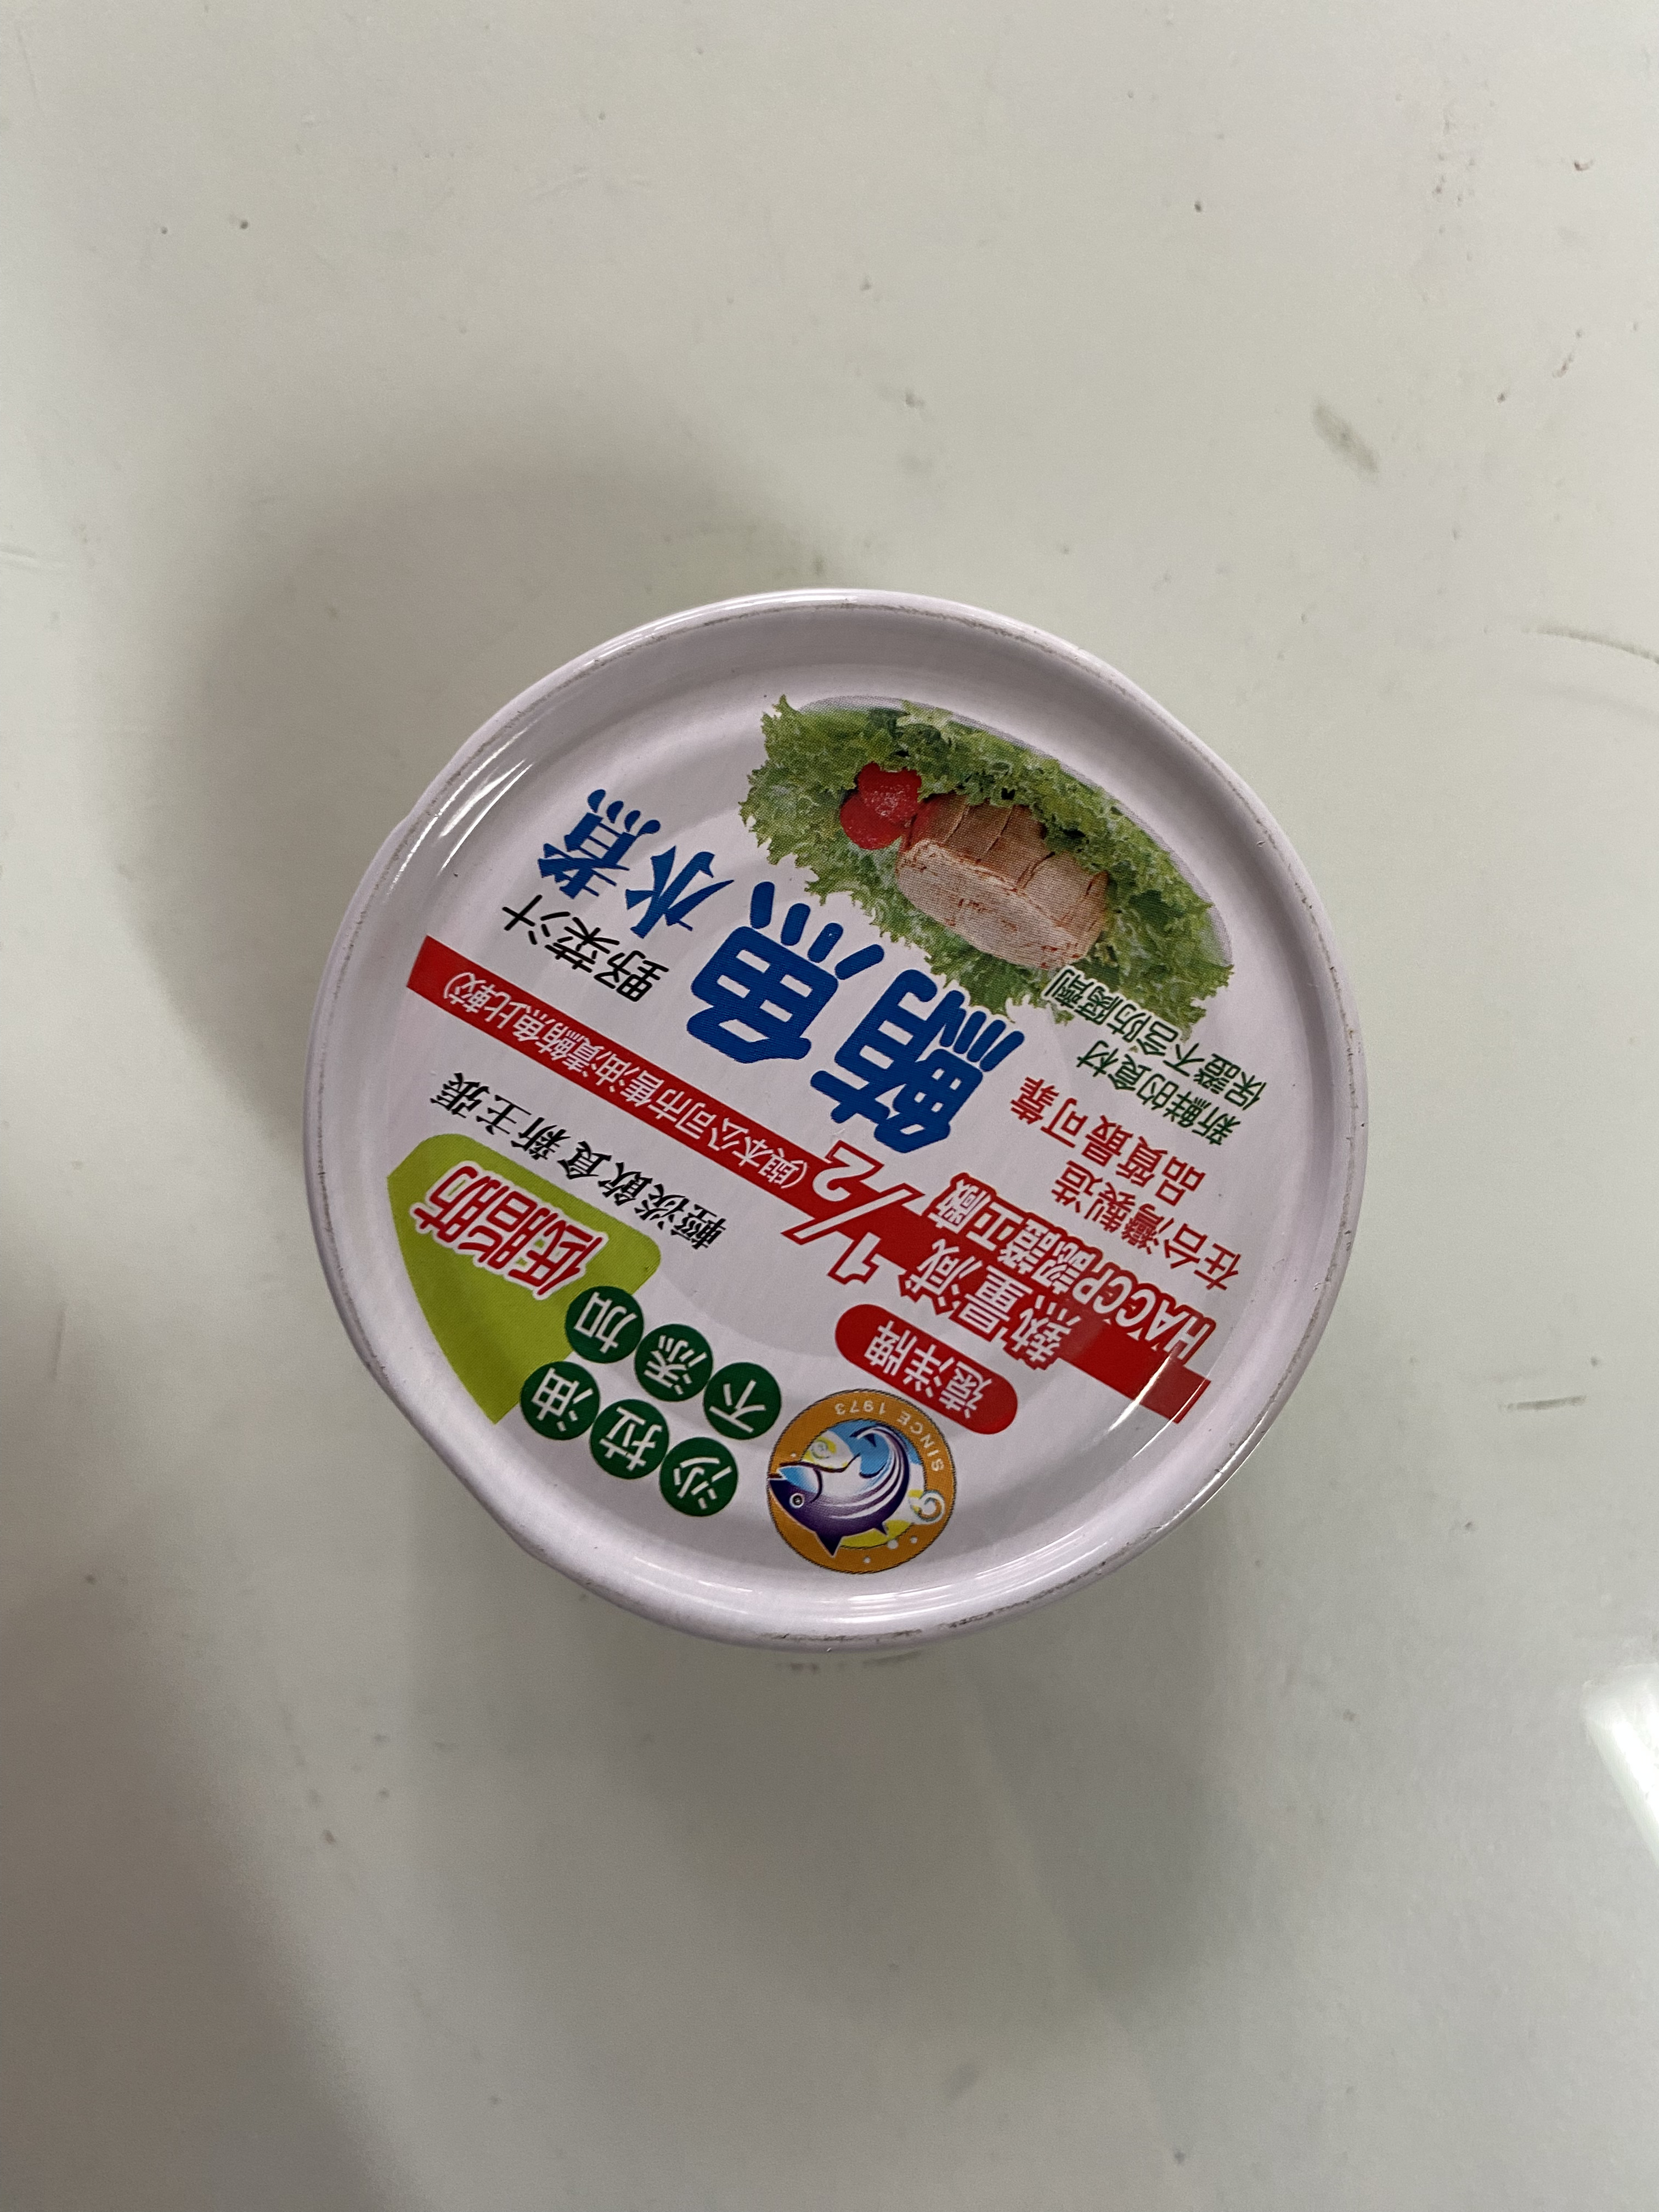 SINCE 1973
遠洋牌
不添加
沙拉油
低脂肪
輕淡飲食新主張
熱量減1/2(與本公司市售油漬鮪魚比較)
HACCP認證工廠
在台灣製造
品質最可靠
新鮮的食材
保證不含防腐劑
鮪魚
野菜汁
水煮